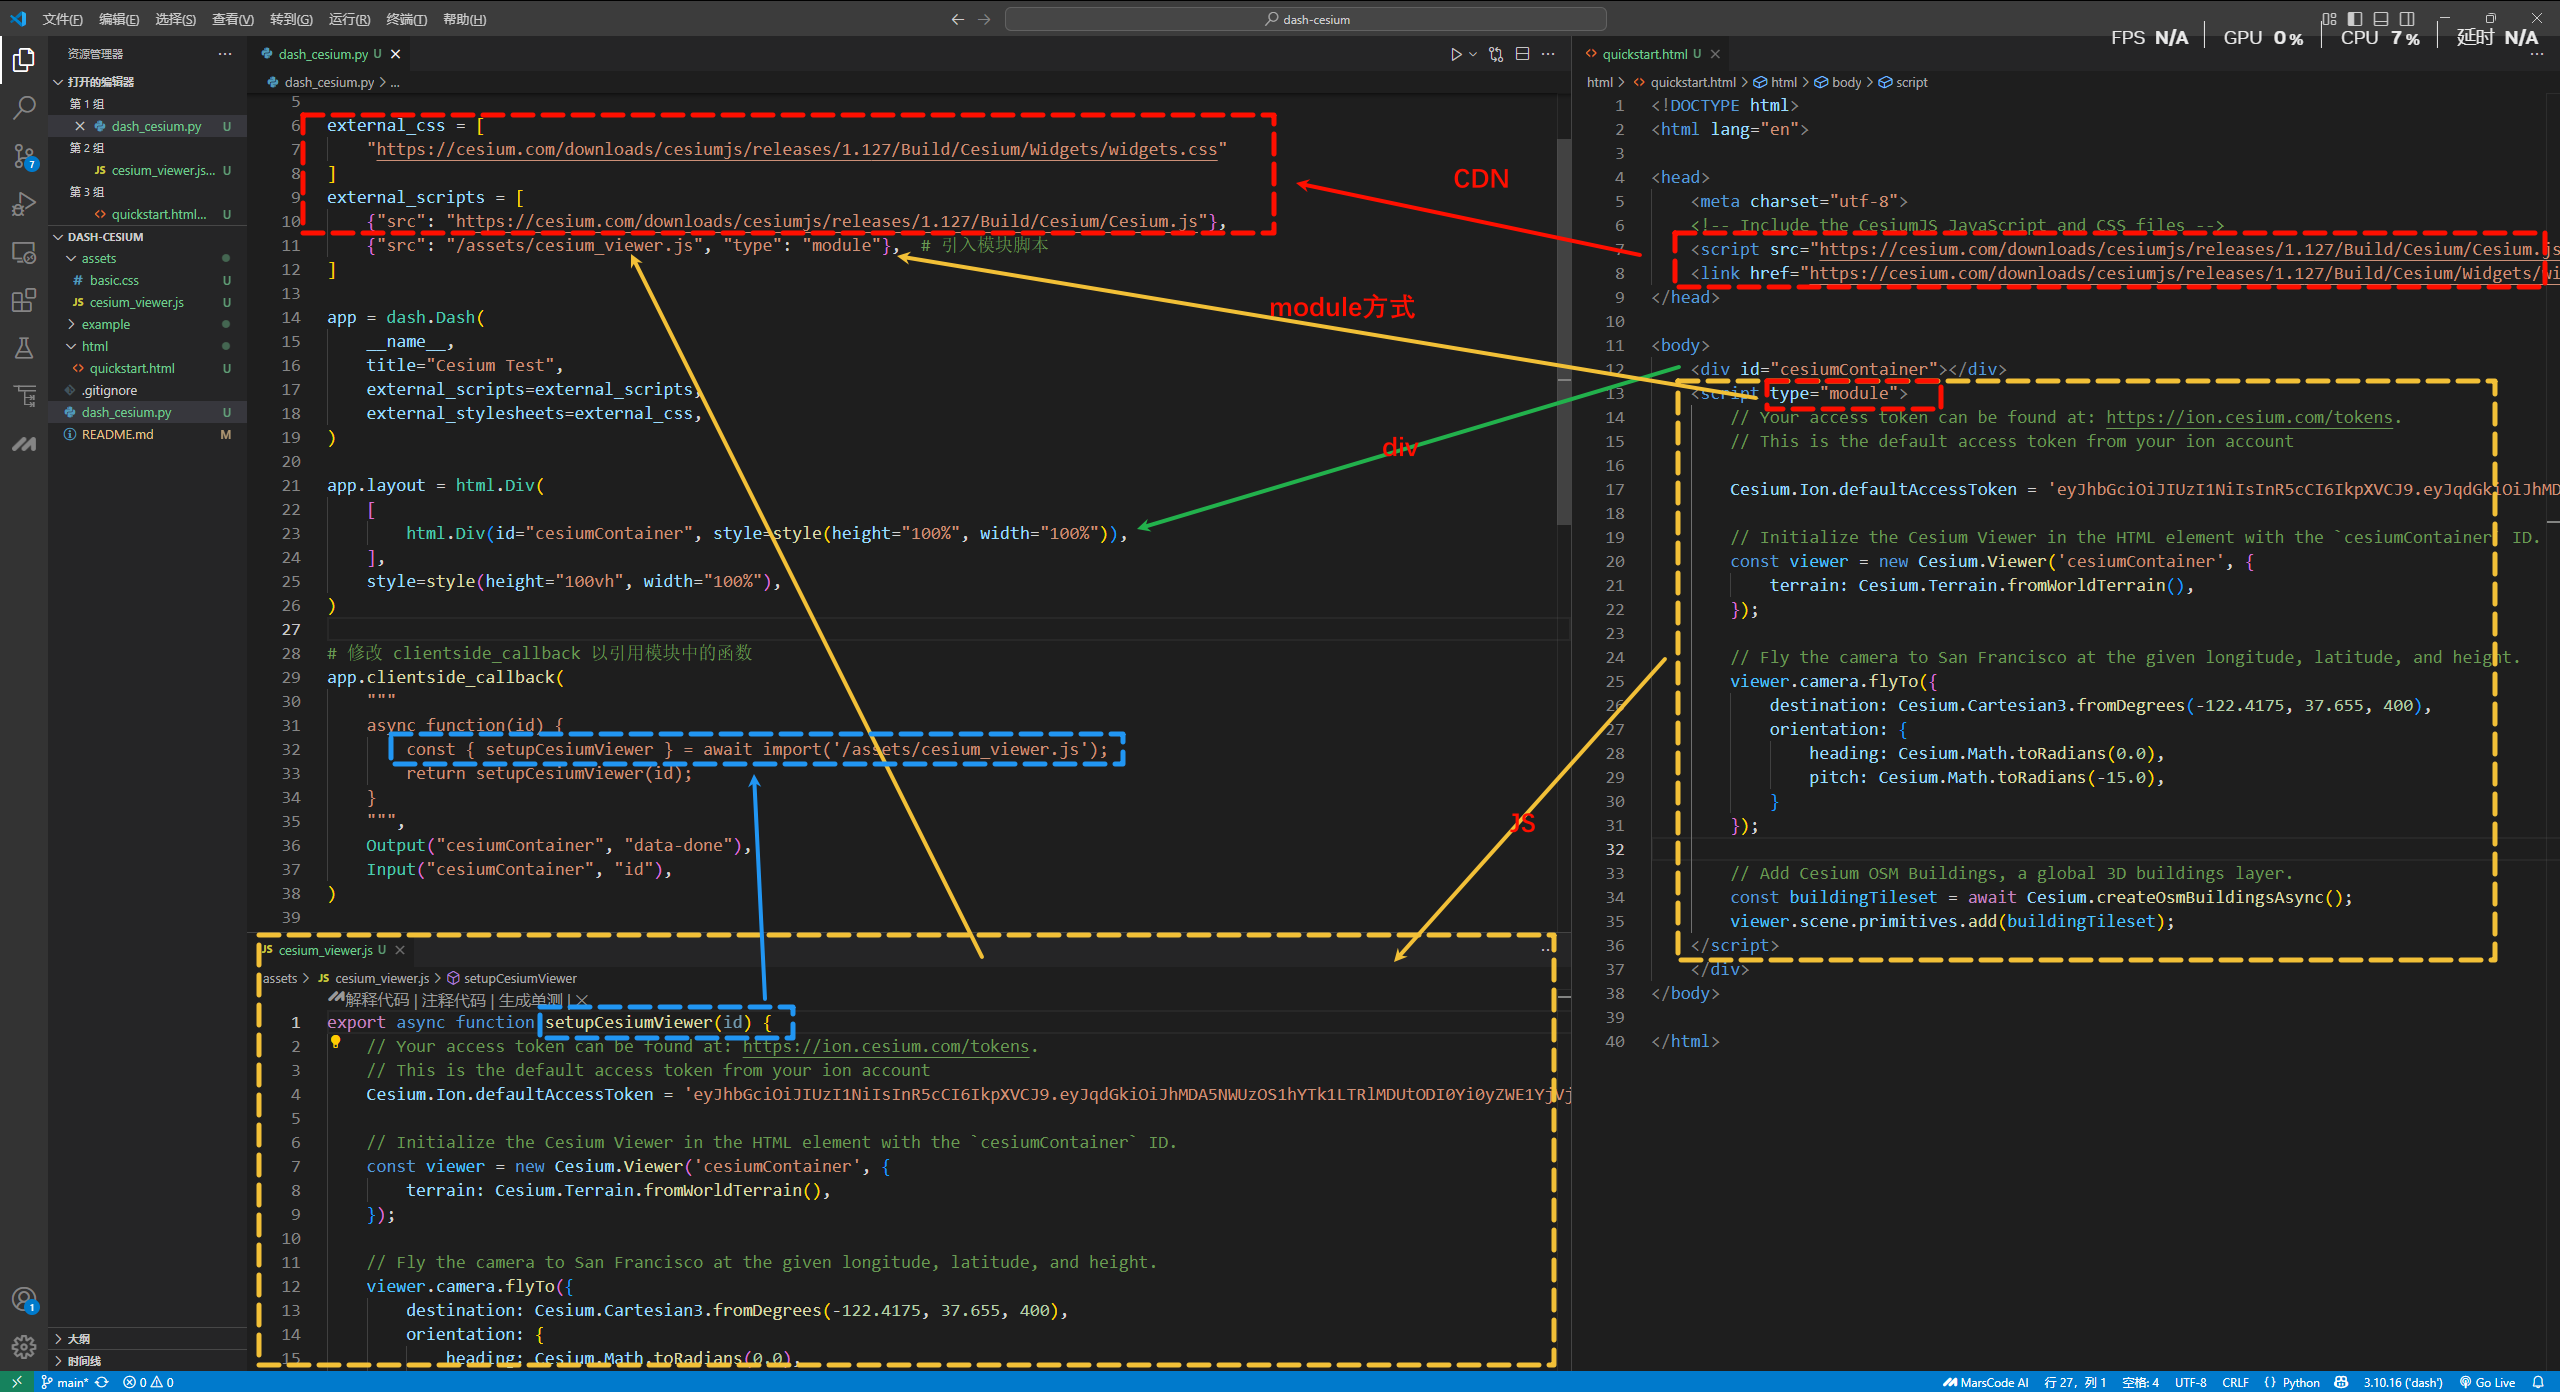 文件(F) 编辑(E) 选择(S) 查看(V) 转到(G) 运行(R) 终端(T) 帮助(H)
dash-cesium
FPS N/A GPU 0 % CPU 7 % 延时 N/A
资源管理器
打开的编辑器
第 1 组
dash_cesium.py U
第 2 组
cesium_viewer.js... U
第 3 组
quickstart.html... U
DASH-CESIUM
assets
basic.css U
cesium_viewer.js U
example
html
quickstart.html U
.gitignore
dash_cesium.py U
README.md M
大纲
时间线
dash_cesium.py U
dash_cesium.py > ...
5
6 external_css = [
7 "https://cesium.com/downloads/cesiumjs/releases/1.127/Build/Cesium/Widgets/widgets.css"
8 ]
9 external_scripts = [
10 {"src": "https://cesium.com/downloads/cesiumjs/releases/1.127/Build/Cesium/Cesium.js"},
11 {"src": "/assets/cesium_viewer.js", "type": "module"}, # 引入模块脚本
12 ]
13
14 app = dash.Dash(
15 __name__,
16 title="Cesium Test",
17 external_scripts=external_scripts,
18 external_stylesheets=external_css,
19 )
20
21 app.layout = html.Div(
22 [
23 html.Div(id="cesiumContainer", style=style(height="100%", width="100%")),
24 ],
25 style=style(height="100vh", width="100%"),
26 )
27
28 # 修改 clientside_callback 以引用模块中的函数
29 app.clientside_callback(
30 """
31 async function(id) {
32 const { setupCesiumViewer } = await import('/assets/cesium_viewer.js');
33 return setupCesiumViewer(id);
34 }
35 """,
36 Output("cesiumContainer", "data-done"),
37 Input("cesiumContainer", "id"),
38 )
39
CDN
module方式
div
JS
cesium_viewer.js U
assets > JS cesium_viewer.js > setupCesiumViewer
解释代码 | 注释代码 | 生成单测 | X
1 export async function setupCesiumViewer(id) {
2 // Your access token can be found at: https://ion.cesium.com/tokens.
3 // This is the default access token from your ion account
4 Cesium.Ion.defaultAccessToken = 'eyJhbGciOiJIUzI1NiIsInR5cCI6IkpXVCJ9.eyJqdGkiOiJhMDA5NWUzOS1hYTk1LTRlMDUtODI0Yi0yZWE1YjVj
5
6 // Initialize the Cesium Viewer in the HTML element with the `cesiumContainer` ID.
7 const viewer = new Cesium.Viewer('cesiumContainer', {
8 terrain: Cesium.Terrain.fromWorldTerrain(),
9 });
10
11 // Fly the camera to San Francisco at the given longitude, latitude, and height.
12 viewer.camera.flyTo({
13 destination: Cesium.Cartesian3.fromDegrees(-122.4175, 37.655, 400),
14 orientation: {
15 heading: Cesium.Math.toRadians(0.0),
quickstart.html U
html > quickstart.html > html > body > script
1 <!DOCTYPE html>
2 <html lang="en">
3
4 <head>
5 <meta charset="utf-8">
6 <!-- Include the CesiumJS JavaScript and CSS files -->
7 <script src="https://cesium.com/downloads/cesiumjs/releases/1.127/Build/Cesium/Cesium.js
8 <link href="https://cesium.com/downloads/cesiumjs/releases/1.127/Build/Cesium/Widgets/wi
9 </head>
10
11 <body>
12 <div id="cesiumContainer"></div>
13 <script type="module">
14 // Your access token can be found at: https://ion.cesium.com/tokens.
15 // This is the default access token from your ion account
16
17 Cesium.Ion.defaultAccessToken = 'eyJhbGciOiJIUzI1NiIsInR5cCI6IkpXVCJ9.eyJqdGkiOiJhMD
18
19 // Initialize the Cesium Viewer in the HTML element with the `cesiumContainer` ID.
20 const viewer = new Cesium.Viewer('cesiumContainer', {
21 terrain: Cesium.Terrain.fromWorldTerrain(),
22 });
23
24 // Fly the camera to San Francisco at the given longitude, latitude, and height.
25 viewer.camera.flyTo({
26 destination: Cesium.Cartesian3.fromDegrees(-122.4175, 37.655, 400),
27 orientation: {
28 heading: Cesium.Math.toRadians(0.0),
29 pitch: Cesium.Math.toRadians(-15.0),
30 }
31 });
32
33 // Add Cesium OSM Buildings, a global 3D buildings layer.
34 const buildingTileset = await Cesium.createOsmBuildingsAsync();
35 viewer.scene.primitives.add(buildingTileset);
36 </script>
37 </div>
38 </body>
39
40 </html>
main* 0 0
MarsCode AI 行 27, 列 1 空格: 4 UTF-8 CRLF {} Python 3.10.16 ('dash') Go Live